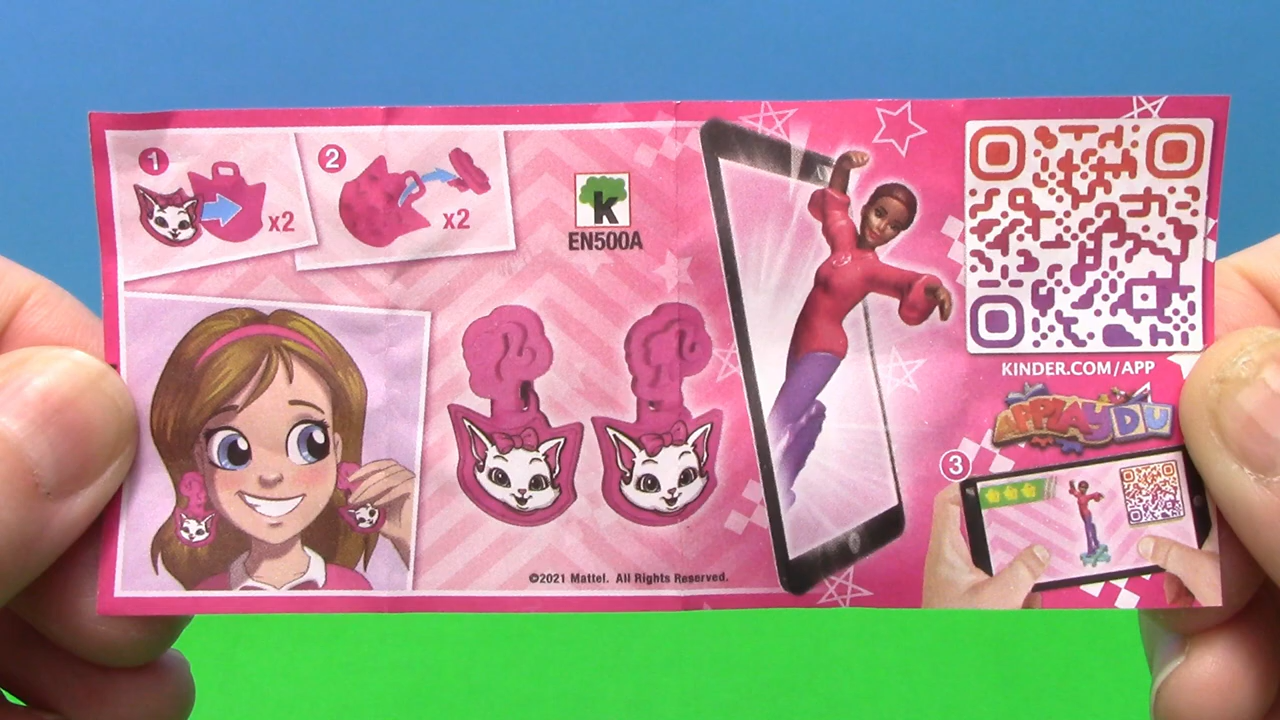 1
x2
2
x2
k
EN500A
©2021 Mattel. All Rights Reserved.
KINDER.COM/APP
APPLAYDU
3